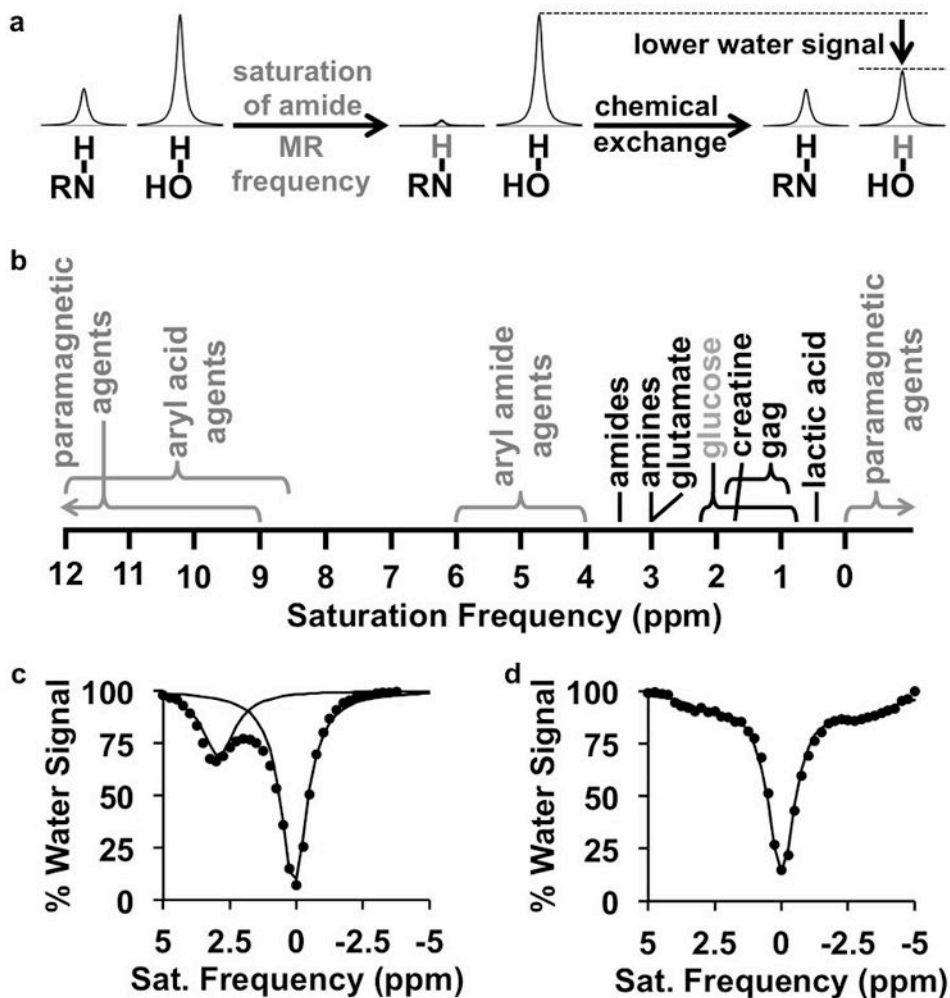 a
saturation
of amide
MR
frequency
chemical
exchange
lower water signal
H
RN
H
HO
H
RN
H
HO
H
RN
H
HO
b
paramagnetic
agents
aryl acid
agents
aryl amide
agents
amides
amines
glutamate
glucose
creatine
gag
lactic acid
paramagnetic
agents
12 11 10 9 8 7 6 5 4 3 2 1 0
Saturation Frequency (ppm)
c
% Water Signal
100
75
50
25
0
5 2.5 0 -2.5 -5
Sat. Frequency (ppm)
d
% Water Signal
100
75
50
25
0
5 2.5 0 -2.5 -5
Sat. Frequency (ppm)